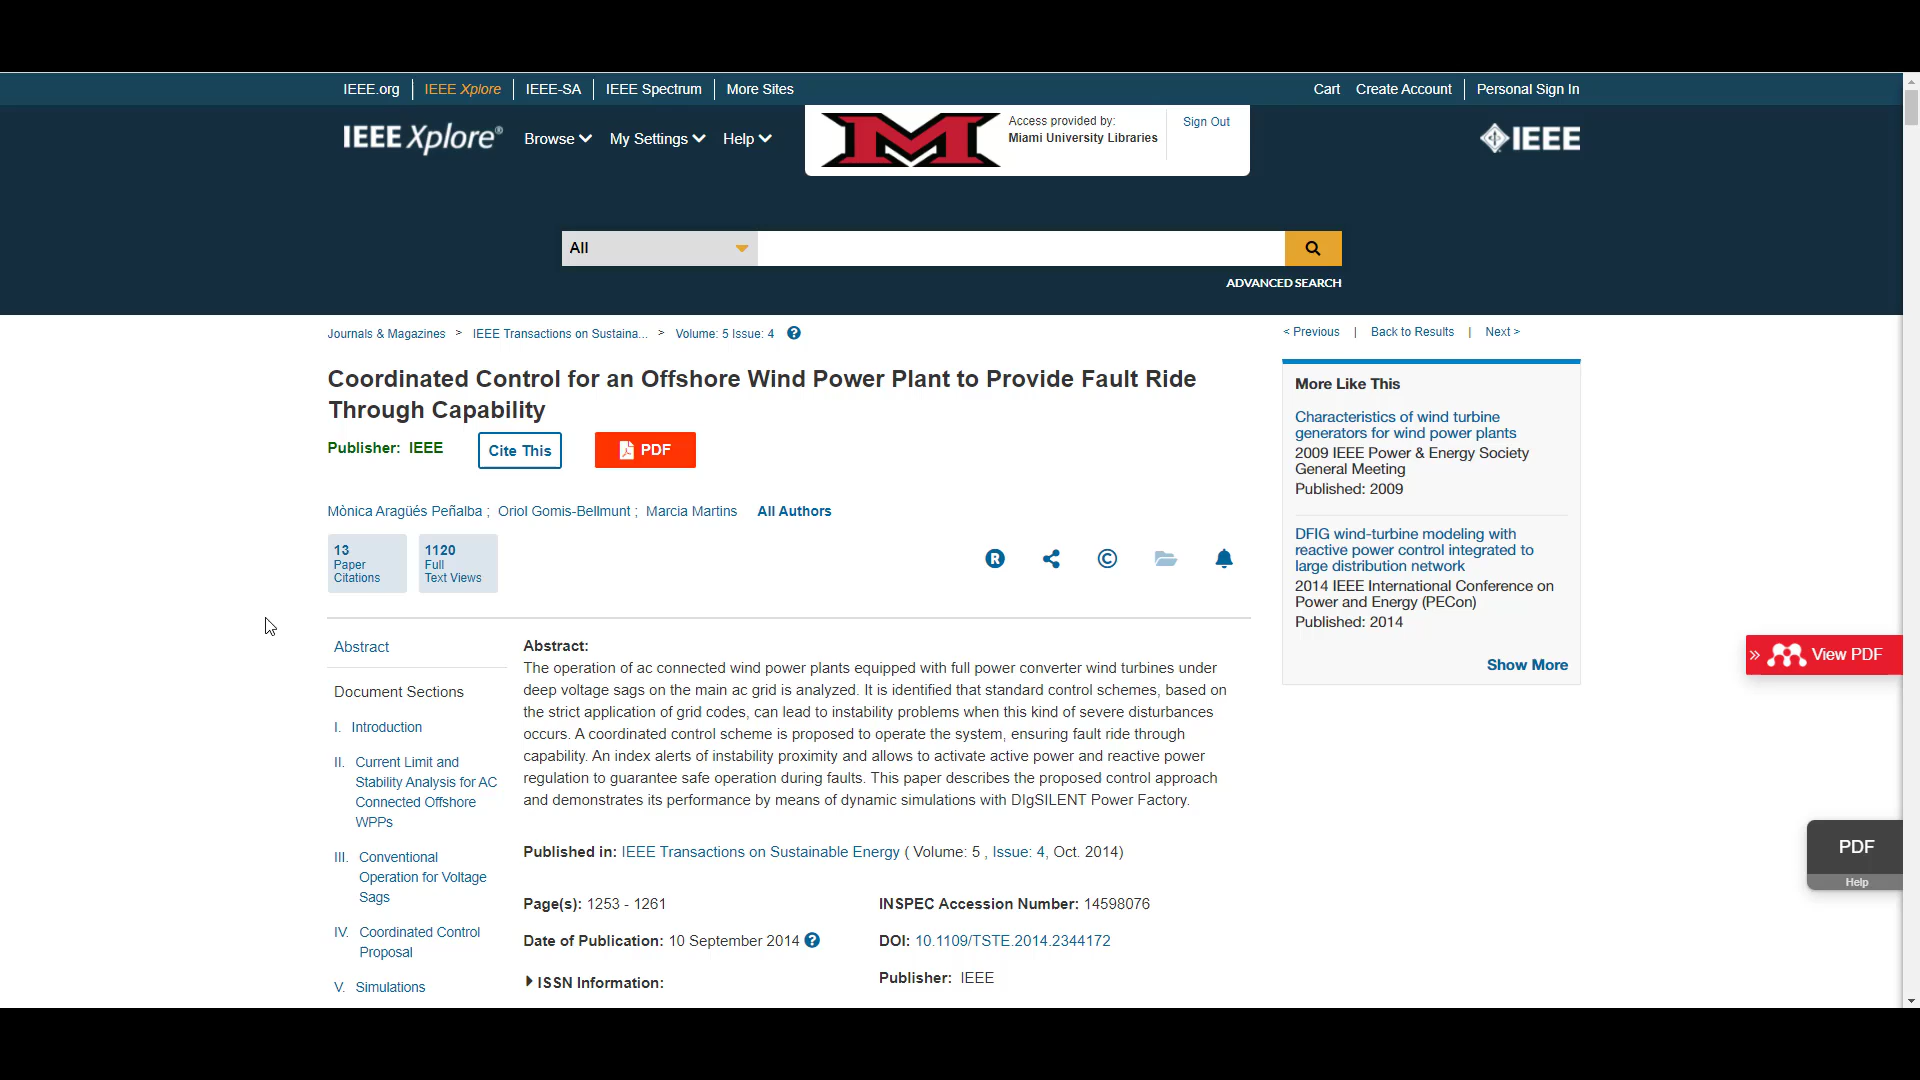 IEEE.org
IEEE Xplore
IEEE-SA
IEEE Spectrum
More Sites
Cart
Create Account
Personal Sign In
IEEE Xplore®
Browse
My Settings
Help
M
Access provided by:
Miami University Libraries
Sign Out
IEEE
All
ADVANCED SEARCH
Journals & Magazines > IEEE Transactions on Sustaina... > Volume: 5 Issue: 4 ?
< Previous | Back to Results | Next >
Coordinated Control for an Offshore Wind Power Plant to Provide Fault Ride
Through Capability
Publisher: IEEE
Cite This
PDF
Mònica Aragüés Peñalba ; Oriol Gomis-Bellmunt ; Marcia Martins All Authors
13
Paper
Citations
1120
Full
Text Views
R
©
Abstract
Document Sections
I. Introduction
II. Current Limit and
Stability Analysis for AC
Connected Offshore
WPPs
III. Conventional
Operation for Voltage
Sags
IV. Coordinated Control
Proposal
V. Simulations
Abstract:
The operation of ac connected wind power plants equipped with full power converter wind turbines under
deep voltage sags on the main ac grid is analyzed. It is identified that standard control schemes, based on
the strict application of grid codes, can lead to instability problems when this kind of severe disturbances
occurs. A coordinated control scheme is proposed to operate the system, ensuring fault ride through
capability. An index alerts of instability proximity and allows to activate active power and reactive power
regulation to guarantee safe operation during faults. This paper describes the proposed control approach
and demonstrates its performance by means of dynamic simulations with DIgSILENT Power Factory.
Published in: IEEE Transactions on Sustainable Energy ( Volume: 5 , Issue: 4, Oct. 2014)
Page(s): 1253 - 1261
INSPEC Accession Number: 14598076
Date of Publication: 10 September 2014 ?
DOI: 10.1109/TSTE.2014.2344172
ISSN Information:
Publisher: IEEE
More Like This
Characteristics of wind turbine
generators for wind power plants
2009 IEEE Power & Energy Society
General Meeting
Published: 2009
DFIG wind-turbine modeling with
reactive power control integrated to
large distribution network
2014 IEEE International Conference on
Power and Energy (PECon)
Published: 2014
Show More
» View PDF
PDF
Help